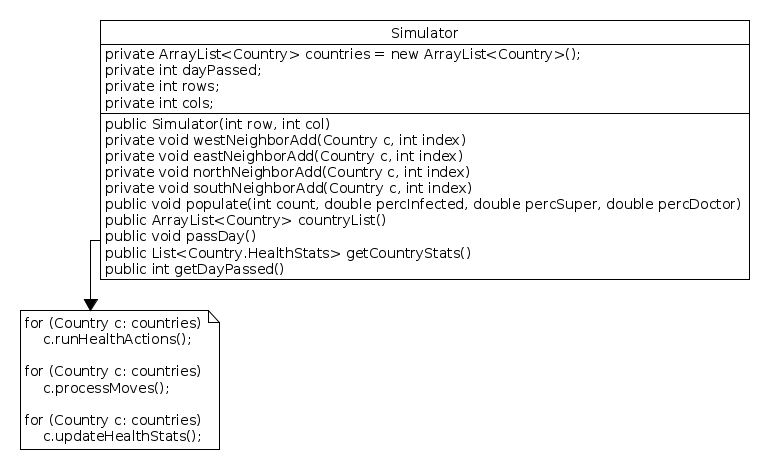 Simulator
private ArrayList<Country> countries = new ArrayList<Country>();
private int dayPassed;
private int rows;
private int cols;
public Simulator(int row, int col)
private void westNeighborAdd(Country c, int index)
private void eastNeighborAdd(Country c, int index)
private void northNeighborAdd(Country c, int index)
private void southNeighborAdd(Country c, int index)
public void populate(int count, double percInfected, double percSuper, double percDoctor)
public ArrayList<Country> countryList()
public void passDay()
public List<Country.HealthStats> getCountryStats()
public int getDayPassed()
for (Country c: countries)
c.runHealthActions();
for (Country c: countries)
c.processMoves();
for (Country c: countries)
c.updateHealthStats();